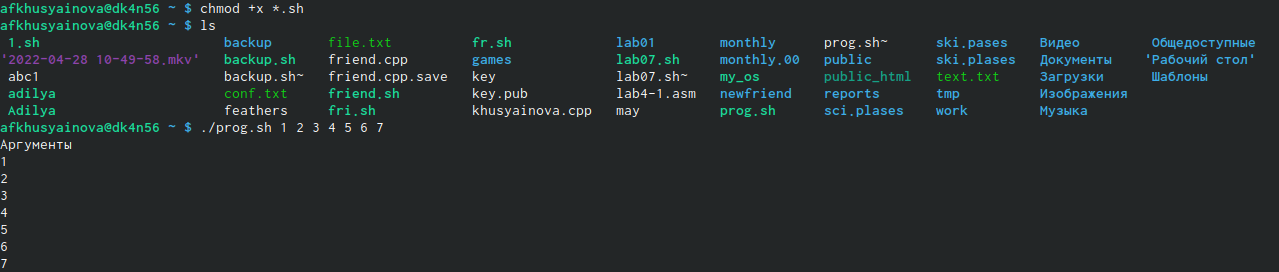 afkhusyainova@dk4n56 ~ $ chmod +x *.sh
afkhusyainova@dk4n56 ~ $ ls
1.sh backup file.txt fr.sh lab01 monthly prog.sh~ ski.pases Видео Общедоступные
'2022-04-28 10-49-58.mkv' backup.sh friend.cpp games lab07.sh monthly.00 public ski.plases Документы 'Рабочий стол'
abc1 backup.sh~ friend.cpp.save key lab07.sh~ my_os public_html text.txt Загрузки Шаблоны
adilya conf.txt friend.sh key.pub lab4-1.asm newfriend reports tmp Изображения
Adilya feathers fri.sh khusyainova.cpp may prog.sh sci.plases work Музыка
afkhusyainova@dk4n56 ~ $ ./prog.sh 1 2 3 4 5 6 7
Аргументы
1
2
3
4
5
6
7